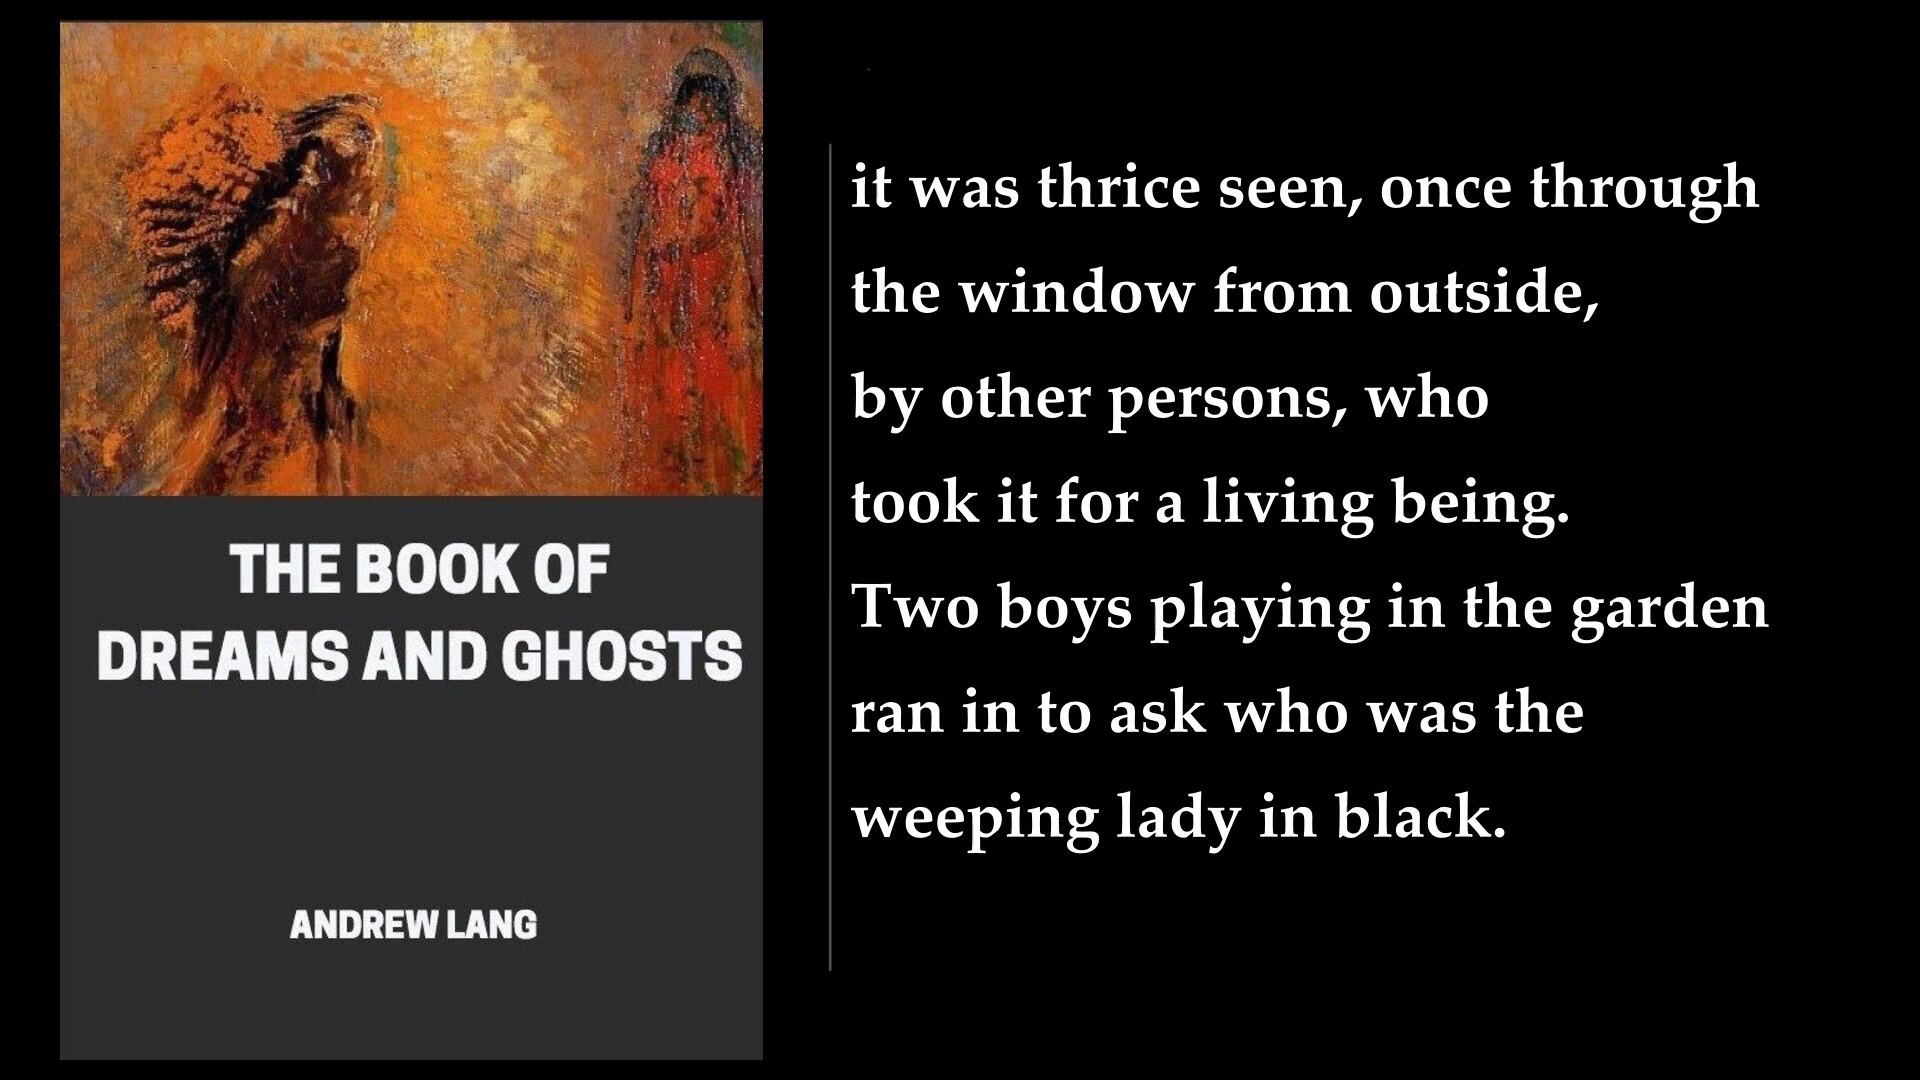 THE BOOK OF
DREAMS AND GHOSTS
ANDREW LANG
it was thrice seen, once through
the window from outside,
by other persons, who
took it for a living being.
Two boys playing in the garden
ran in to ask who was the
weeping lady in black.